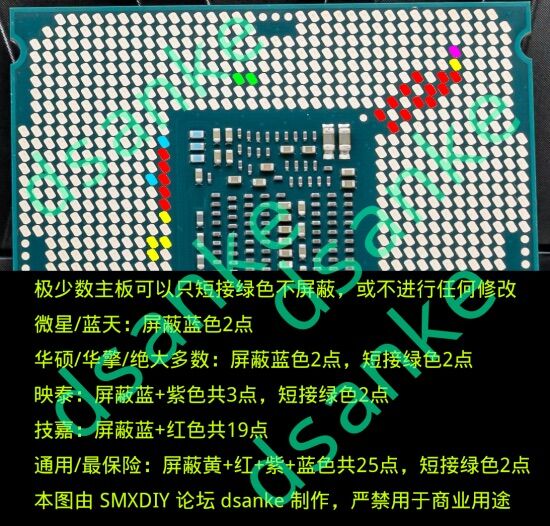 dsanke
dsanke
dsanke
dsanke
dsanke
极少数主板可以只短接绿色不屏蔽，或不进行任何修改
微星/蓝天：屏蔽蓝色2点
华硕/华擎/绝大多数：屏蔽蓝色2点，短接绿色2点
映泰：屏蔽蓝+紫色共3点，短接绿色2点
技嘉：屏蔽蓝+红色共19点
通用/最保险：屏蔽黄+红+紫+蓝色共25点，短接绿色2点
本图由 SMXDIY 论坛 dsanke 制作，严禁用于商业用途